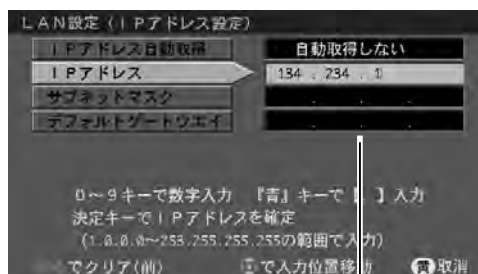 LAN設定(IPアドレス設定)
IPアドレス自動取得 自動取得しない
IPアドレス 134 . 234 . 1
サブネットマスク . . .
デフォルトゲートウエイ . . .
0～9キーで数字入力 『青』キーで【.】入力
決定キーでIPアドレスを確定
(1.0.0.0～253.255.255.255の範囲で入力)
でクリア(前) で入力位置移動 取消